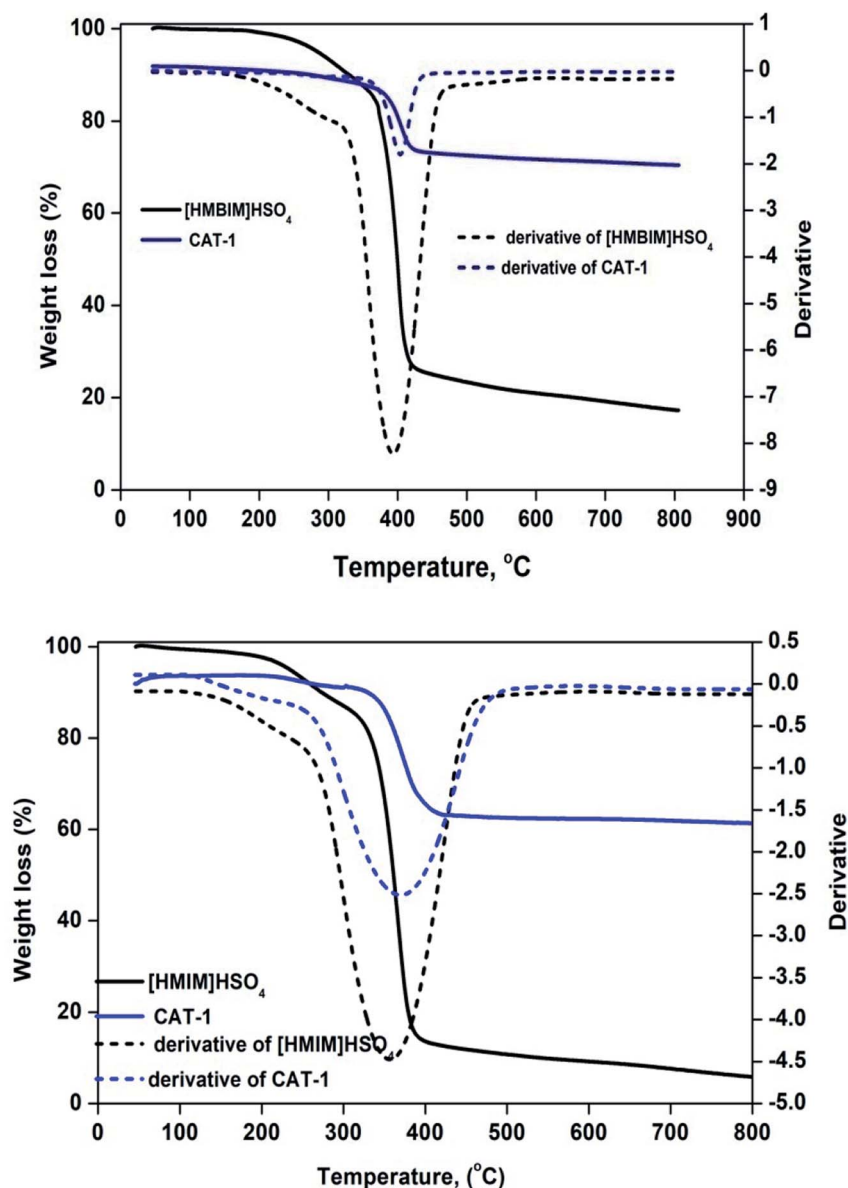 100
80
60
40
20
0
Weight loss (%)
[HMBIM]HSO4
CAT-1
derivative of [HMBIM]HSO4
derivative of CAT-1
1
0
-1
-2
-3
-4
-5
-6
-7
-8
-9
Derivative
0 100 200 300 400 500 600 700 800 900
Temperature, °C
100
80
60
40
20
0
Weight loss (%)
[HMIM]HSO4
CAT-1
derivative of [HMIM]HSO4
derivative of CAT-1
0.5
0.0
-0.5
-1.0
-1.5
-2.0
-2.5
-3.0
-3.5
-4.0
-4.5
-5.0
Derivative
0 100 200 300 400 500 600 700 800
Temperature, (°C)